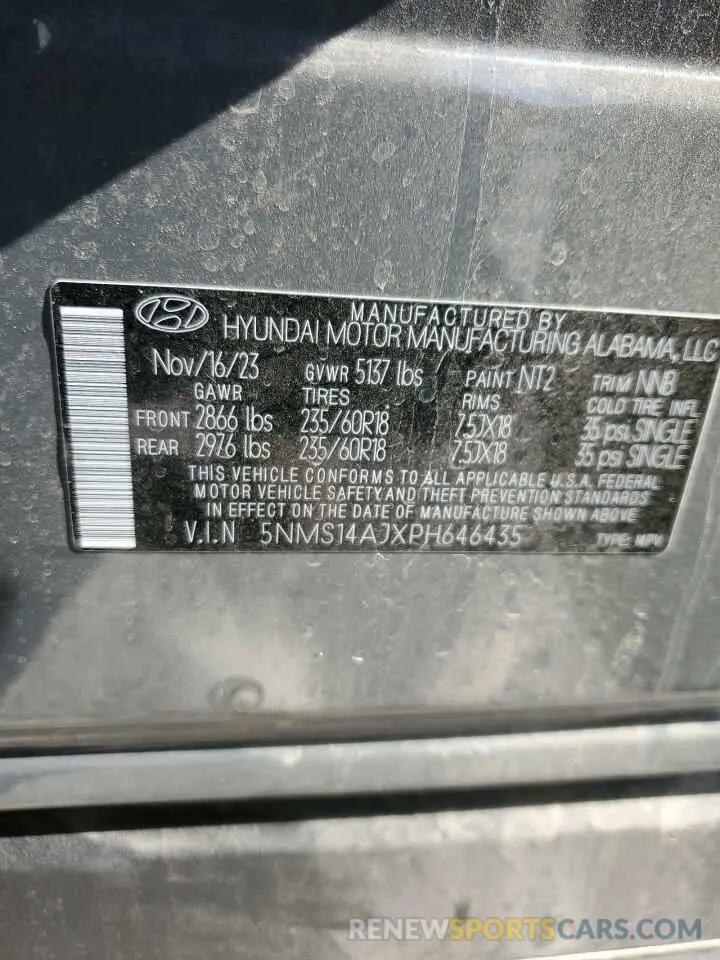 MANUFACTURED BY
HYUNDAI MOTOR MANUFACTURING ALABAMA, LLC
Nov/16/23 GVWR 5137 lbs PAINT NT2 TRIM NNB
GAWR TIRES RIMS COLD TIRE INFL
FRONT 2866 lbs 235/60R18 7.5JX18 35 psi SINGLE
REAR 2976 lbs 235/60R18 7.5JX18 35 psi SINGLE
THIS VEHICLE CONFORMS TO ALL APPLICABLE U.S.A. FEDERAL
MOTOR VEHICLE SAFETY AND THEFT PREVENTION STANDARDS
IN EFFECT ON THE DATE OF MANUFACTURE SHOWN ABOVE.
V.I.N 5NMS14AJXPH646435 TYPE: MPV
RENEWSPORTSCARS.COM